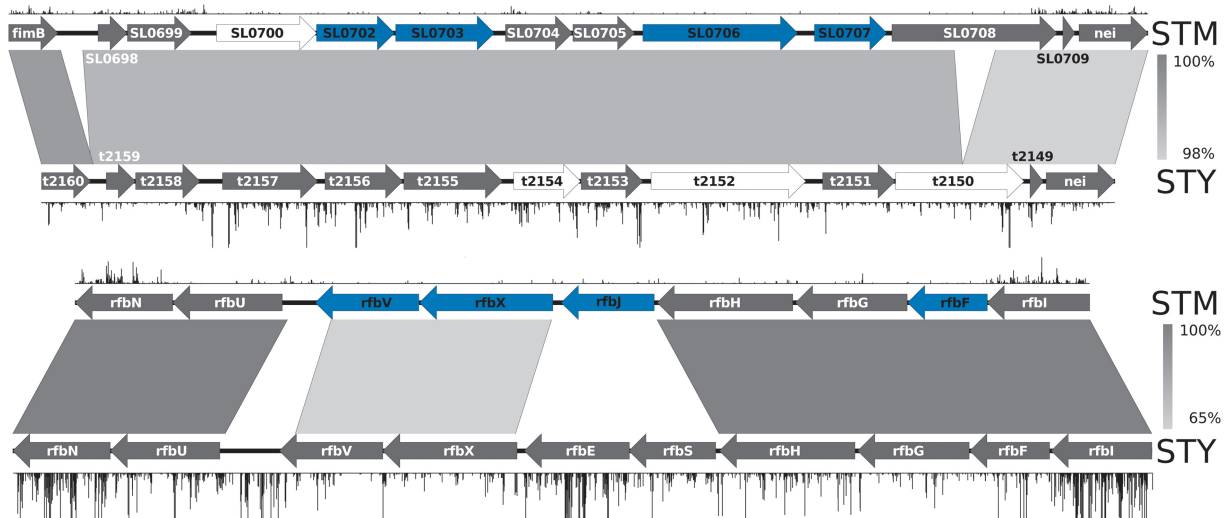 fimB SL0699 SL0700 SL0702 SL0703 SL0704 SL0705 SL0706 SL0707 SL0708 nei STM
SL0698 SL0709 100%
t2159 t2149 98%
t2160 t2158 t2157 t2156 t2155 t2154 t2153 t2152 t2151 t2150 nei STY
rfbN rfbU rfbV rfbX rfbJ rfbH rfbG rfbF rfbI STM
100%
65%
rfbN rfbU rfbV rfbX rfbE rfbS rfbH rfbG rfbF rfbI STY